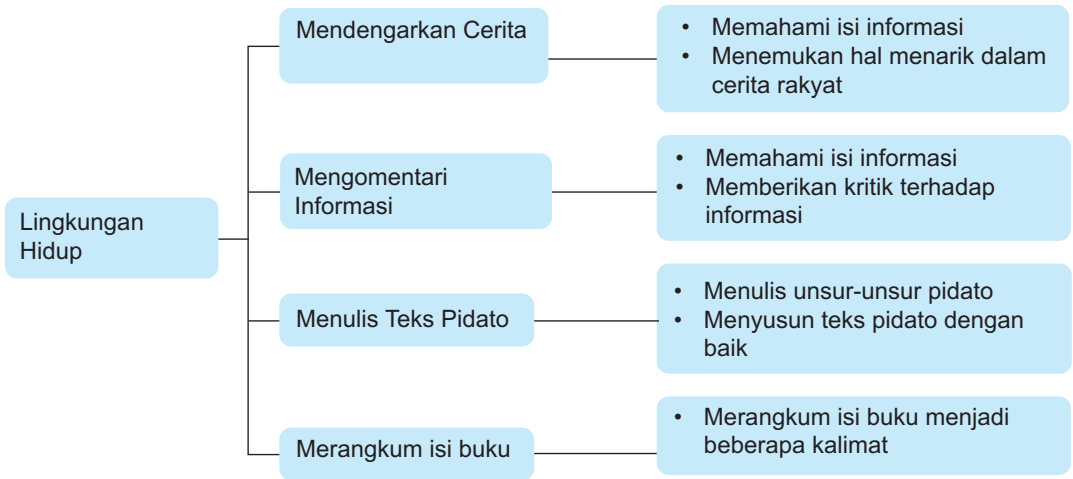 Lingkungan
Hidup
Mendengarkan Cerita
• Memahami isi informasi
• Menemukan hal menarik dalam
cerita rakyat
Mengomentari
Informasi
• Memahami isi informasi
• Memberikan kritik terhadap
informasi
Menulis Teks Pidato
• Menulis unsur-unsur pidato
• Menyusun teks pidato dengan
baik
Merangkum isi buku
• Merangkum isi buku menjadi
beberapa kalimat